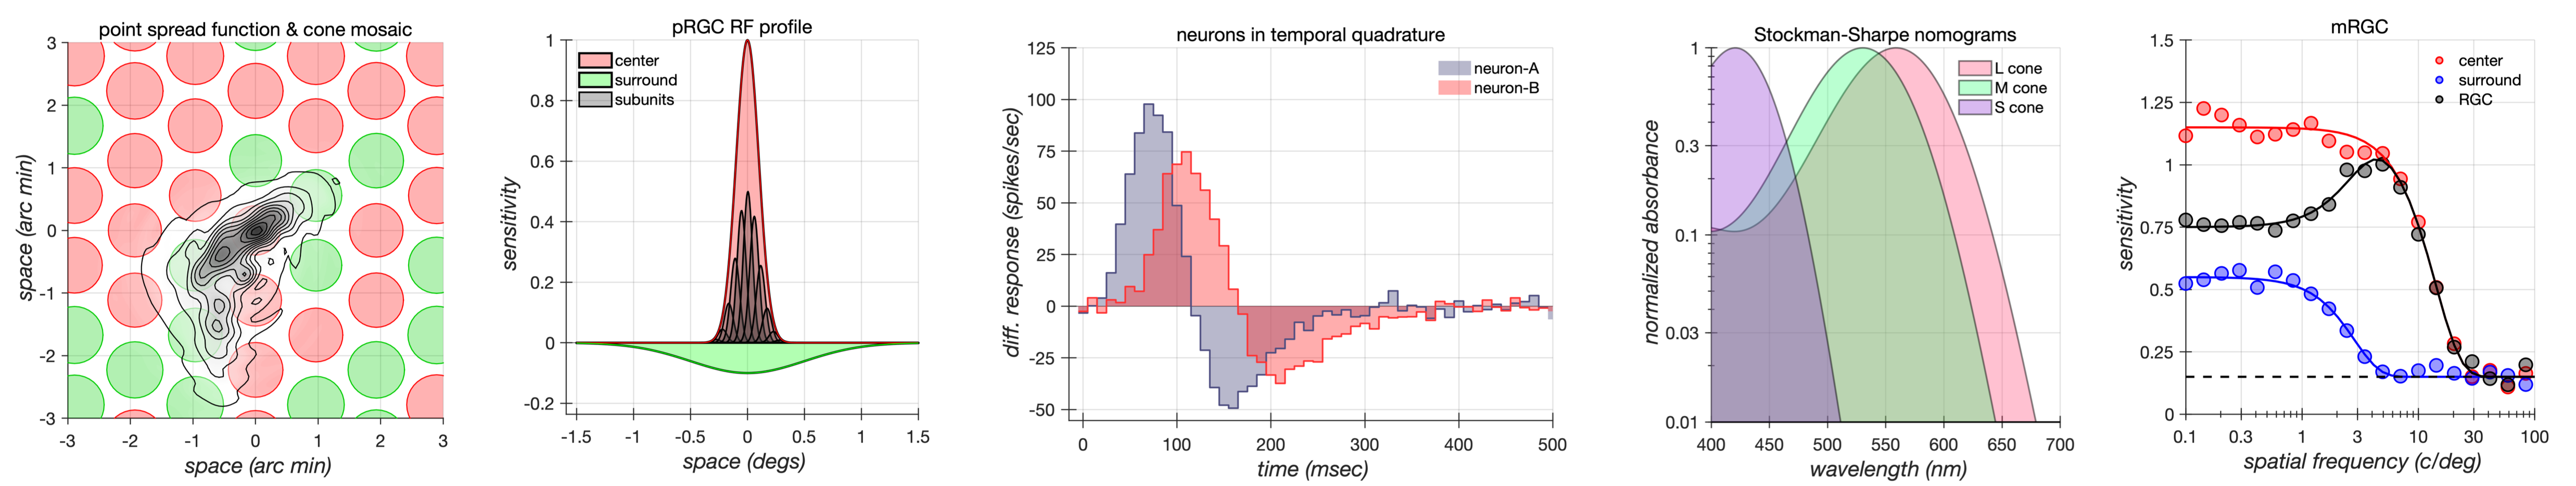 point spread function & cone mosaic
3
2
1
0
-1
-2
-3
space (arc min)
-3 -2 -1 0 1 2 3
space (arc min)
pRGC RF profile
center
surround
subunits
1
0.8
0.6
0.4
0.2
0
-0.2
sensitivity
-1.5 -1 -0.5 0 0.5 1 1.5
space (degs)
neurons in temporal quadrature
neuron-A
neuron-B
125
100
75
50
25
0
-25
-50
diff. response (spikes/sec)
0 100 200 300 400 500
time (msec)
Stockman-Sharpe nomograms
L cone
M cone
S cone
1
0.3
0.1
0.03
0.01
normalized absorbance
400 450 500 550 600 650 700
wavelength (nm)
mRGC
center
surround
RGC
1.5
1.25
1
0.75
0.5
0.25
0
sensitivity
0.1 0.3 1 3 10 30 100
spatial frequency (c/deg)